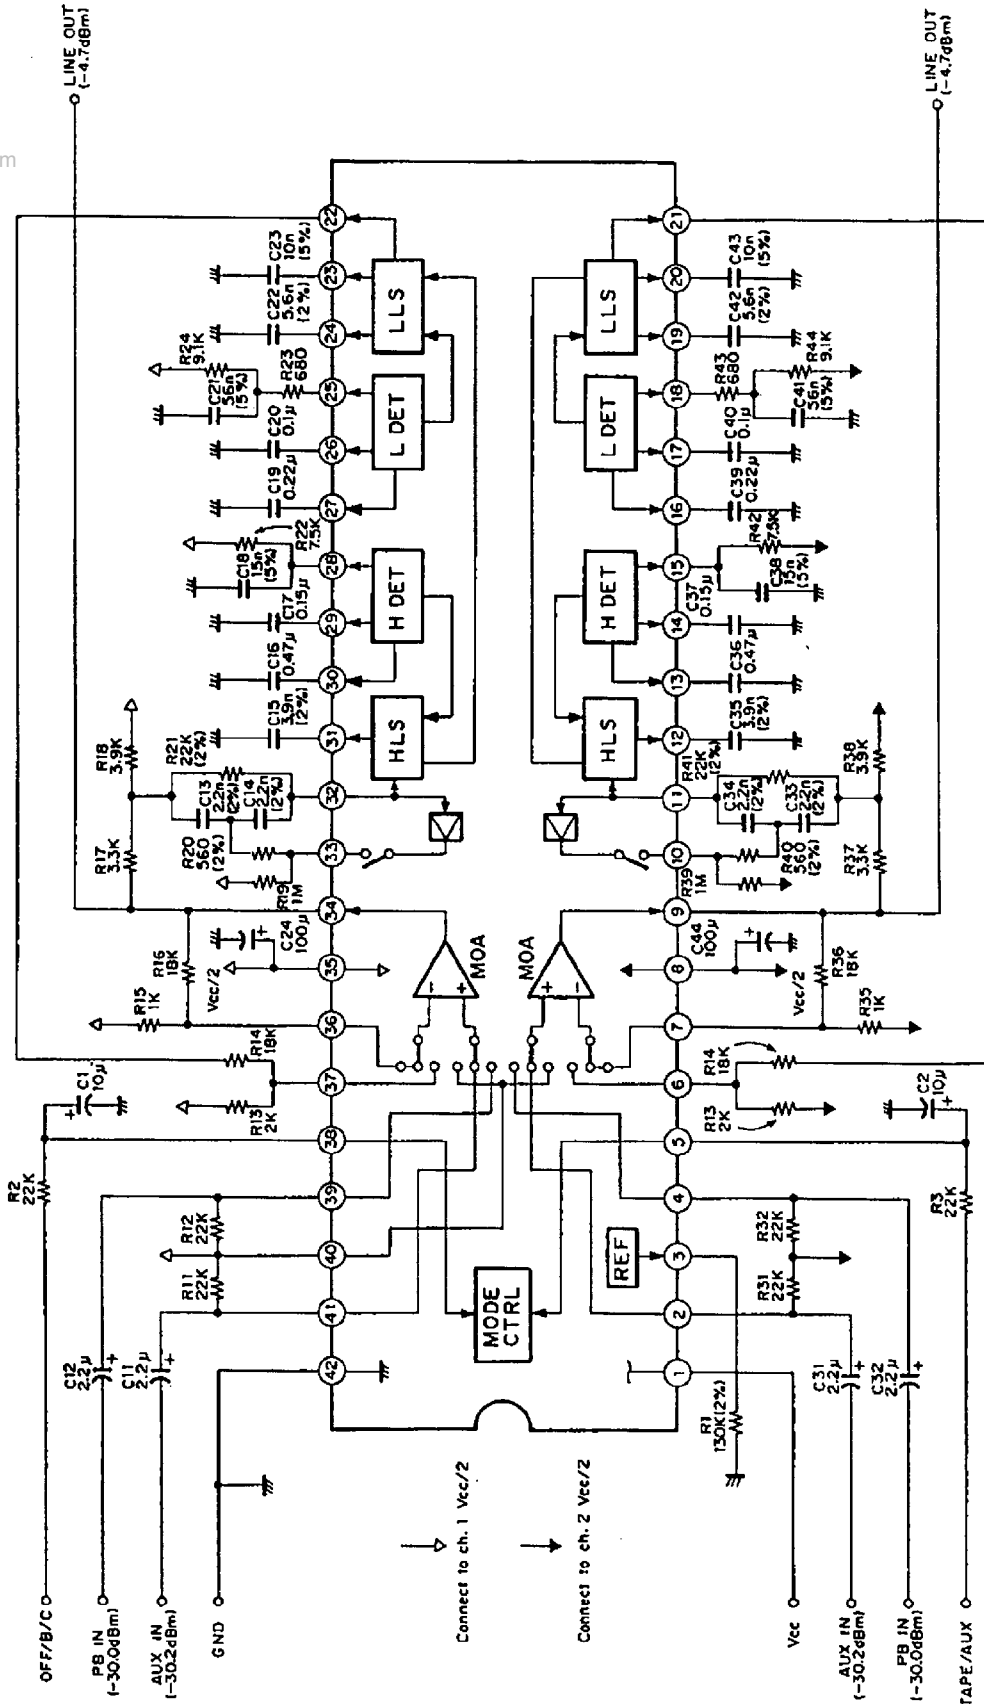 m
LINE OUT
(-4.7dBm)
LINE OUT
(-4.7dBm)
22
23
24
25
26
27
28
29
30
31
32
33
34
35
36
37
38
39
40
41
42
21
20
19
18
17
16
15
14
13
12
11
10
9
8
7
6
5
4
3
2
1
C23
10n
(5%)
C22
5.6n
(2%)
R24
9.1K
C21
56n
(5%)
R23
680
C20
0.1μ
C19
0.22μ
R22
7.5K
C18
15n
(5%)
C17
0.15μ
C16
0.47μ
C15
3.9n
(2%)
R18
3.9K
R21
22K
(2%)
C13
2.2n
(2%)
C14
2.2n
(2%)
R20
560
(2%)
R17
3.3K
R19
1M
C24
100μ
R16
18K
Vcc/2
R15
1K
R14
18K
C1
10μ
R13
2K
R2
22K
R12
22K
R11
22K
C12
2.2μ
C11
2.2μ
LLS
L DET
H DET
HLS
MOA
LLS
L DET
H DET
HLS
MOA
REF
MODE
CTRL
C43
10n
(5%)
C42
5.6n
(2%)
R44
9.1K
R43
680
C41
56n
(5%)
C40
0.1μ
C39
0.22μ
R42
7.5K
C38
15n
(5%)
C37
0.15μ
C36
0.47μ
C35
3.9n
(2%)
R41
22K
(2%)
R38
3.9K
C34
2.2n
(2%)
C33
2.2n
(2%)
R40
560
(2%)
R37
3.3K
R39
1M
C44
100μ
Vcc/2
R36
18K
R35
1K
R14
18K
R13
2K
C2
10μ
R3
22K
R32
22K
R31
22K
R1
130K(2%)
C31
2.2μ
C32
2.2μ
Connect to ch. 1 Vcc/2
Connect to ch. 2 Vcc/2
OFF/B/C
PB IN
(-30.0dBm)
AUX IN
(-30.2dBm)
GND
Vcc
AUX IN
(-30.2dBm)
PB IN
(-30.0dBm)
TAPE/AUX